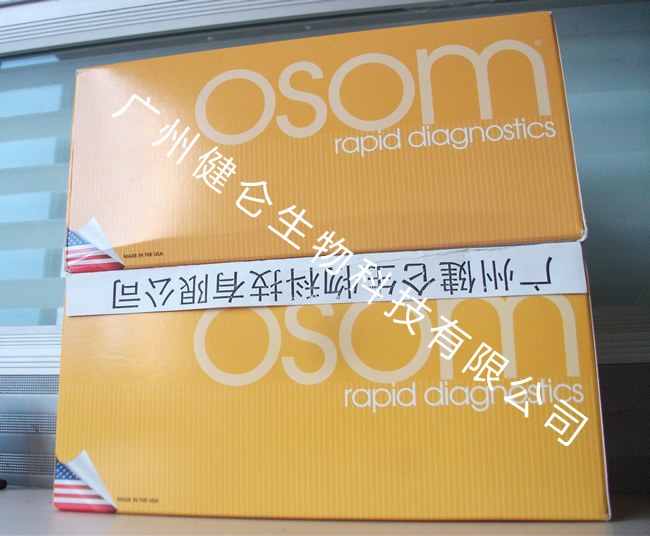 osom®
rapid diagnostics
MADE IN THE USA
广州健仑生物科技有限公司
广州健仑生物科技有限公司
osom
rapid diagnostics
MADE IN THE USA